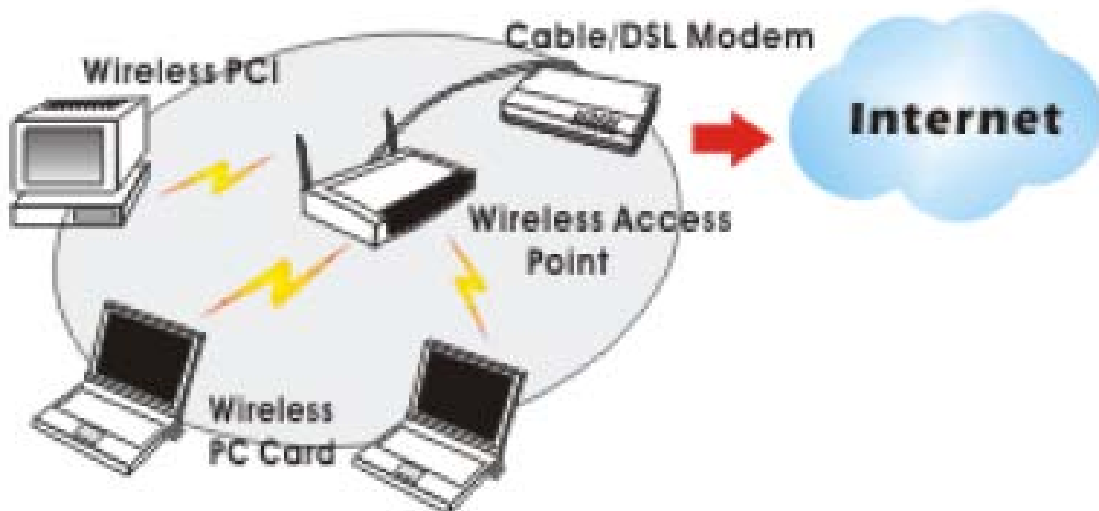 Cable/DSL Modem
Wireless PCI
Internet
Wireless Access
Point
Wireless
PC Card